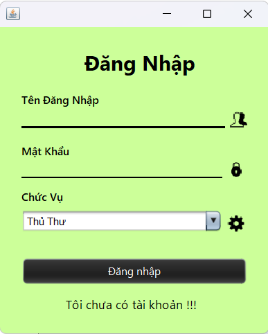 Đăng Nhập
Tên Đăng Nhập
Mật Khẩu
Chức Vụ
Thủ Thư
Đăng nhập
Tôi chưa có tài khoản !!!